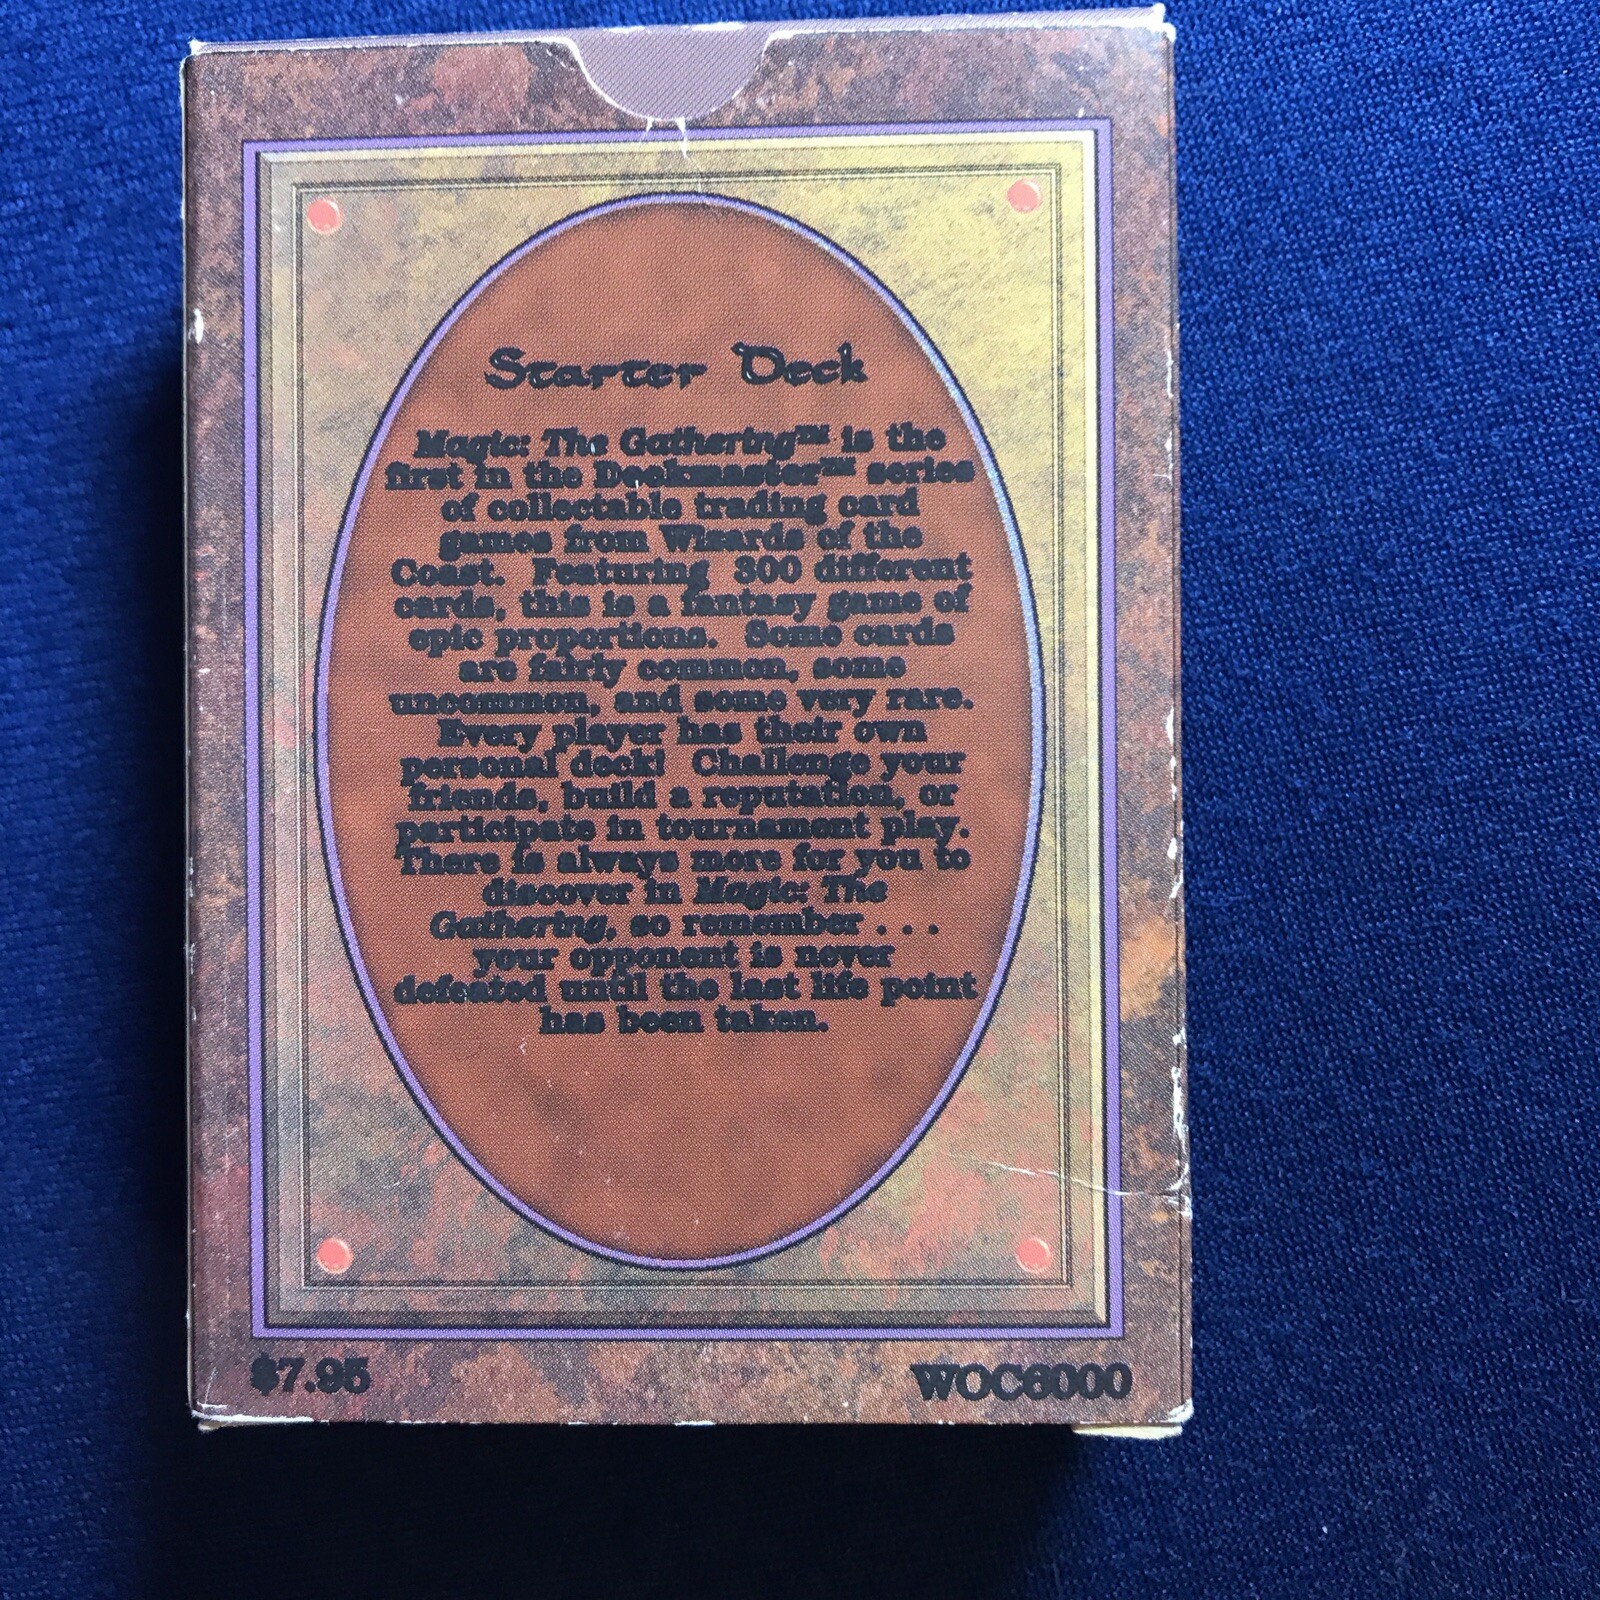 Starter Deck
Magic: The Gathering™ is the
first in the Deckmaster™ series
of collectable trading card
games from Wizards of the
Coast. Featuring 300 different
cards, this is a fantasy game of
epic proportions. Some cards
are fairly common, some
uncommon, and some very rare.
Every player has their own
personal deck! Challenge your
friends, build a reputation, or
participate in tournament play.
There is always more for you to
discover in Magic: The
Gathering, so remember . . .
your opponent is never
defeated until the last life point
has been taken.
$7.95
WOC6000